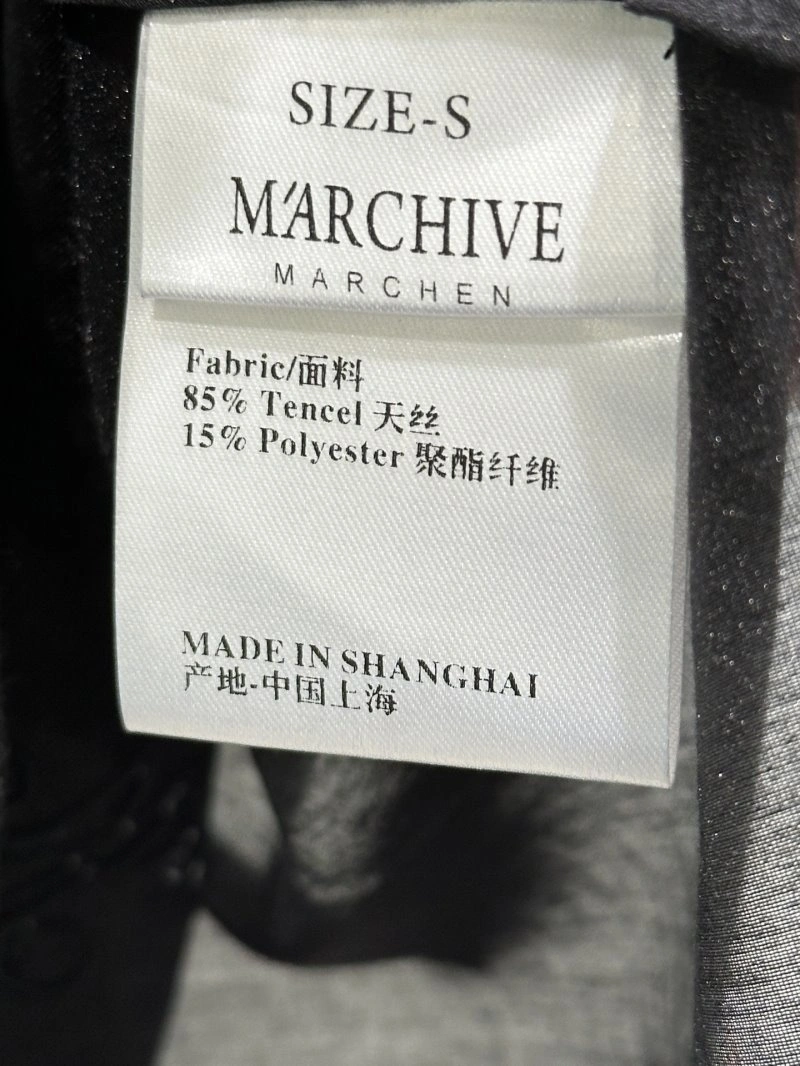 SIZE-S
M'ARCHIVE
MARCHEN
Fabric/面料
85% Tencel 天丝
15% Polyester 聚酯纤维
MADE IN SHANGHAI
产地-中国上海